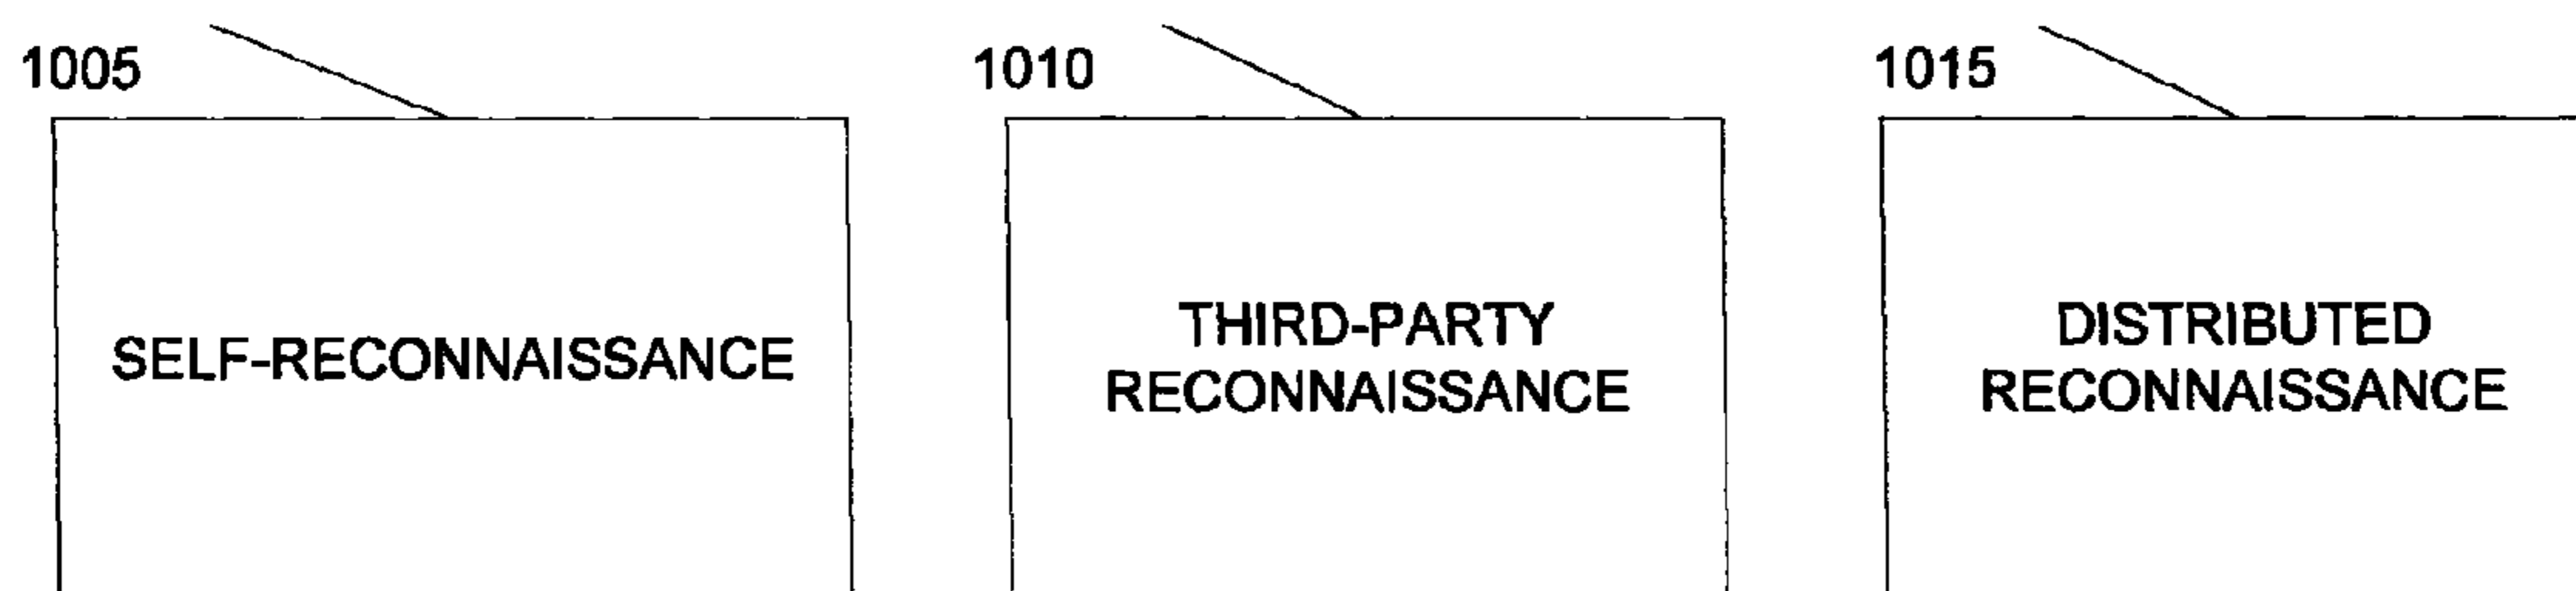 1005
1010
1015
SELF-RECONNAISSANCE
THIRD-PARTY
RECONNAISSANCE
DISTRIBUTED
RECONNAISSANCE